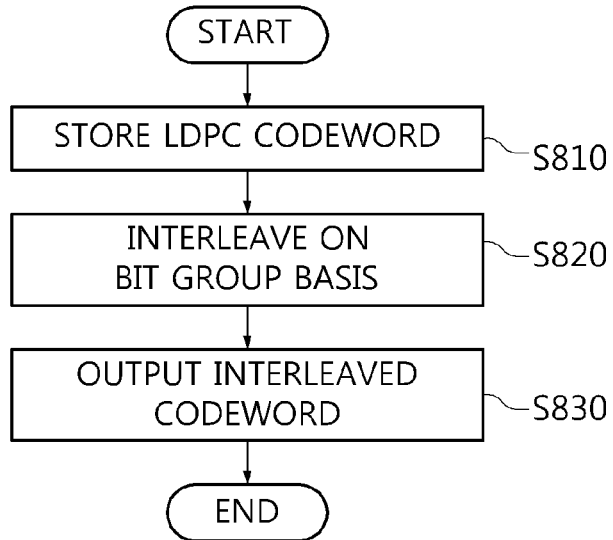 START
STORE LDPC CODEWORD
S810
INTERLEAVE ON
BIT GROUP BASIS
S820
OUTPUT INTERLEAVED
CODEWORD
S830
END